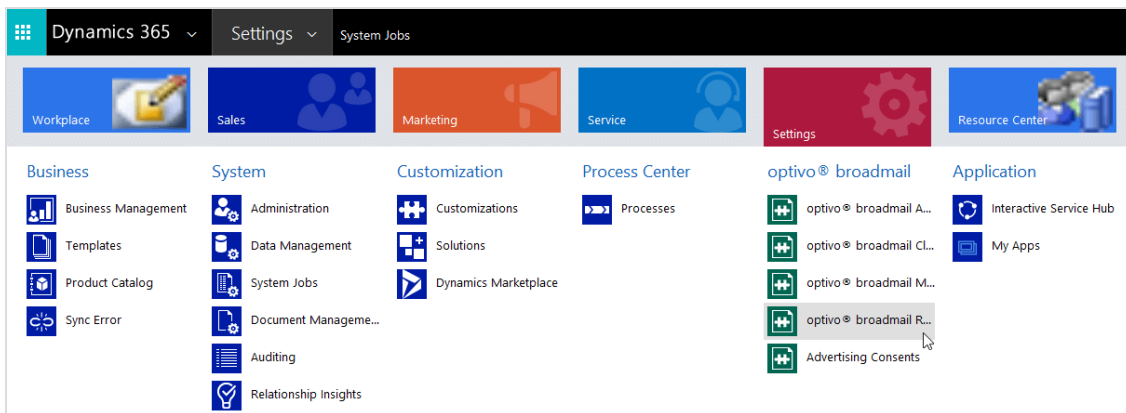 Dynamics 365 Settings System Jobs
Workplace Sales Marketing Service Settings Resource Center
Business
Business Management
Templates
Product Catalog
Sync Error
System
Administration
Data Management
System Jobs
Document Manageme...
Auditing
Relationship Insights
Customization
Customizations
Solutions
Dynamics Marketplace
Process Center
Processes
optivo® broadmail
optivo® broadmail A...
optivo® broadmail Cl...
optivo® broadmail M...
optivo® broadmail R...
Advertising Consents
Application
Interactive Service Hub
My Apps